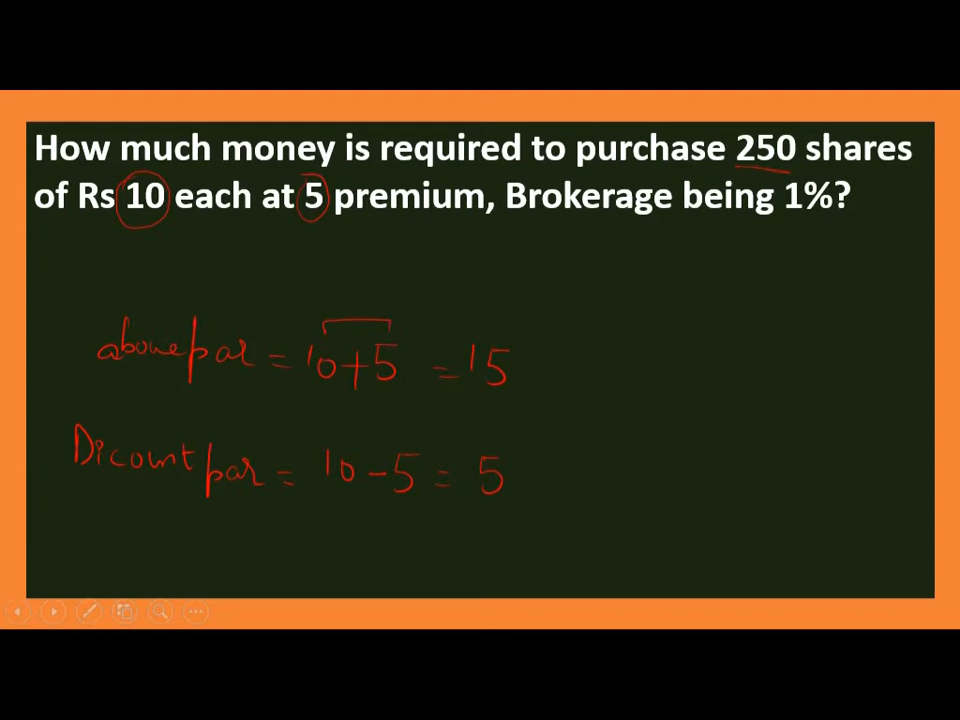 How much money is required to purchase 250 shares
of Rs 10 each at 5 premium, Brokerage being 1%?
above par = 10+5 = 15
Dicount par = 10-5 = 5